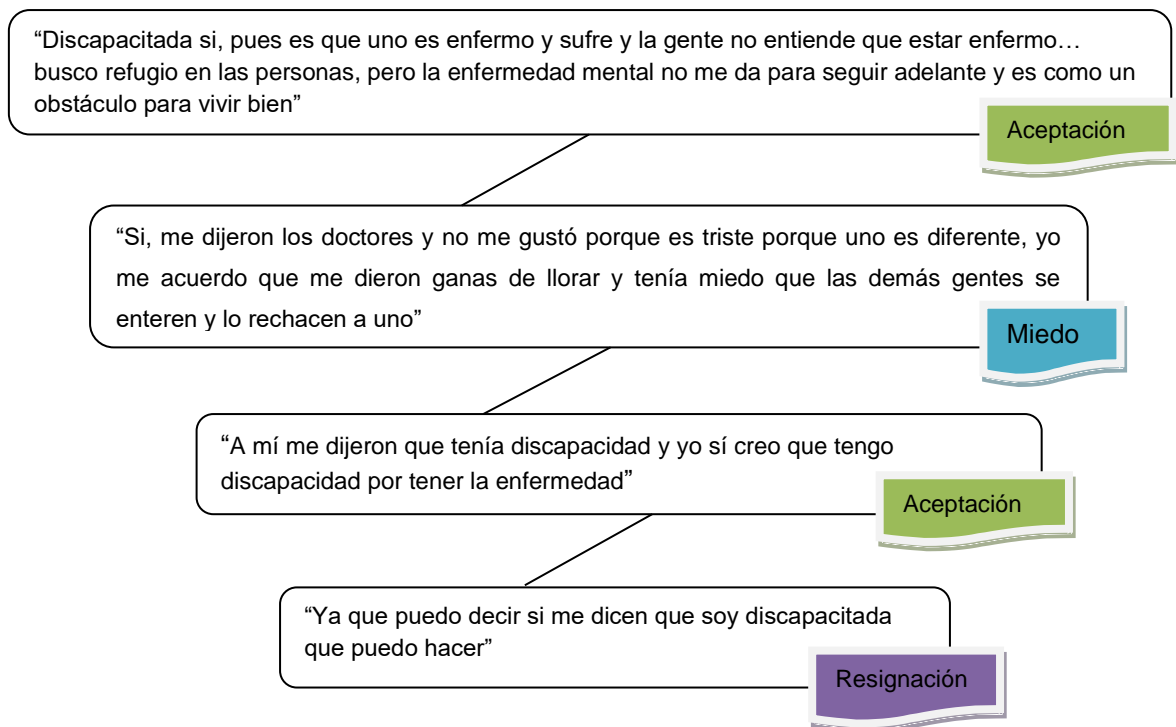 “Discapacitada si, pues es que uno es enfermo y sufre y la gente no entiende que estar enfermo…
busco refugio en las personas, pero la enfermedad mental no me da para seguir adelante y es como un
obstáculo para vivir bien”
Aceptación
“Si, me dijeron los doctores y no me gustó porque es triste porque uno es diferente, yo
me acuerdo que me dieron ganas de llorar y tenía miedo que las demás gentes se
enteren y lo rechacen a uno”
Miedo
“A mí me dijeron que tenía discapacidad y yo sí creo que tengo
discapacidad por tener la enfermedad”
Aceptación
“Ya que puedo decir si me dicen que soy discapacitada
que puedo hacer”
Resignación